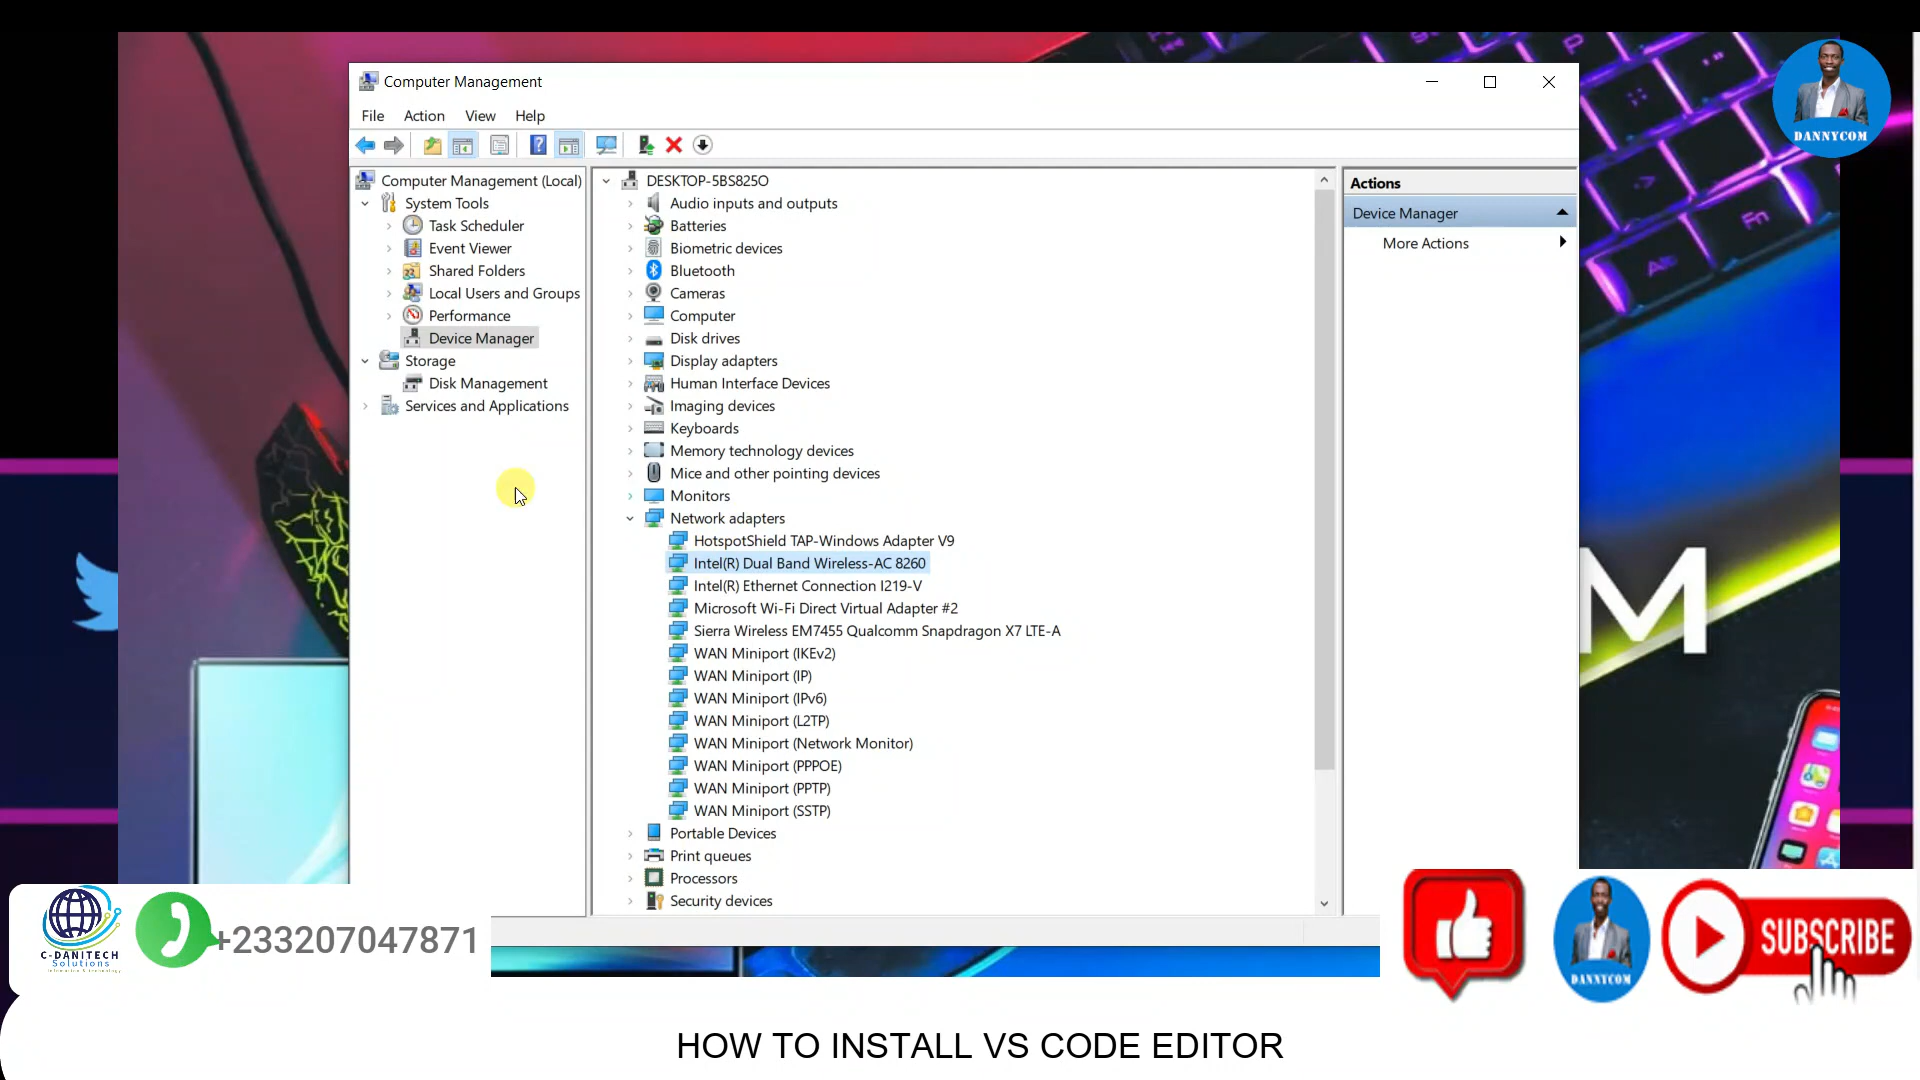 Computer Management
File Action View Help
Computer Management (Local)
System Tools
Task Scheduler
Event Viewer
Shared Folders
Local Users and Groups
Performance
Device Manager
Storage
Disk Management
Services and Applications
DESKTOP-5BS825O
Audio inputs and outputs
Batteries
Biometric devices
Bluetooth
Cameras
Computer
Disk drives
Display adapters
Human Interface Devices
Imaging devices
Keyboards
Memory technology devices
Mice and other pointing devices
Monitors
Network adapters
HotspotShield TAP-Windows Adapter V9
Intel(R) Dual Band Wireless-AC 8260
Intel(R) Ethernet Connection I219-V
Microsoft Wi-Fi Direct Virtual Adapter #2
Sierra Wireless EM7455 Qualcomm Snapdragon X7 LTE-A
WAN Miniport (IKEv2)
WAN Miniport (IP)
WAN Miniport (IPv6)
WAN Miniport (L2TP)
WAN Miniport (Network Monitor)
WAN Miniport (PPPOE)
WAN Miniport (PPTP)
WAN Miniport (SSTP)
Portable Devices
Print queues
Processors
Security devices
Actions
Device Manager
More Actions
DANNYCOM
Fn
Alt
M
C-DANITECH
Solutions
+233207047871
DANNYCOM
SUBSCRIBE
HOW TO INSTALL VS CODE EDITOR